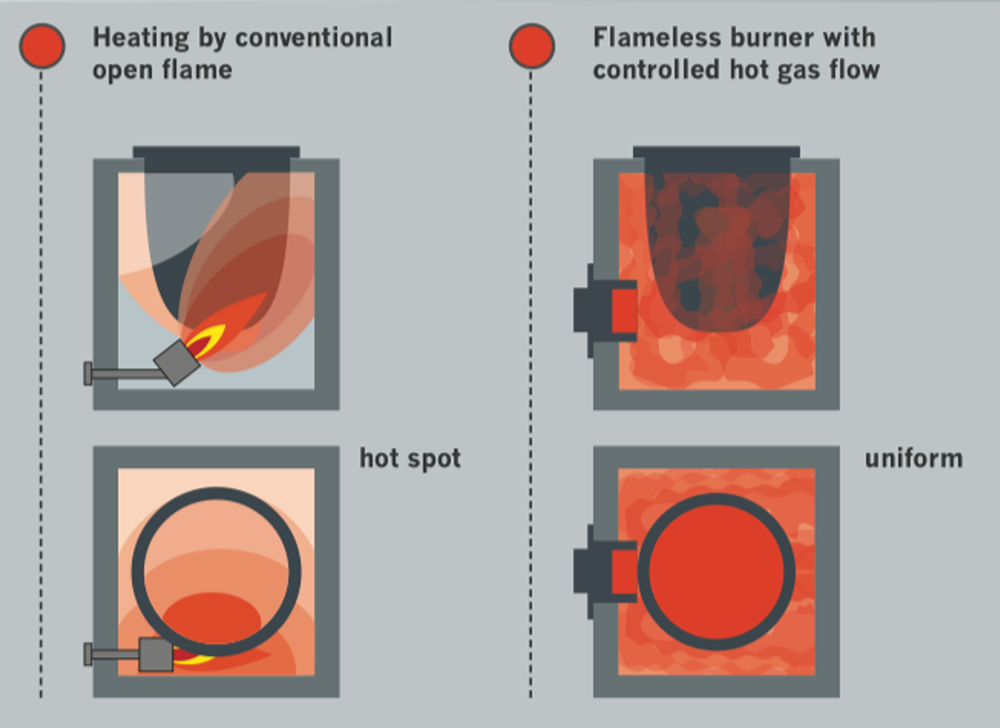 Heating by conventional
open flame
Flameless burner with
controlled hot gas flow
hot spot
uniform